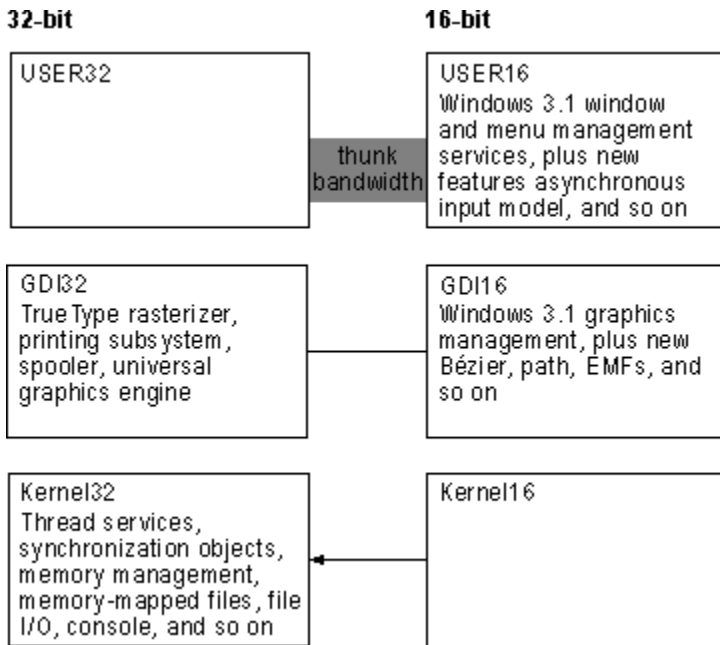 32-bit
16-bit
USER32
USER16
Windows 3.1 window
and menu management
services, plus new
features asynchronous
input model, and so on
thunk
bandwidth
GDI32
TrueType rasterizer,
printing subsystem,
spooler, universal
graphics engine
GDI16
Windows 3.1 graphics
management, plus new
Bézier, path, EMFs, and
so on
Kernel32
Thread services,
synchronization objects,
memory management,
memory-mapped files, file
I/O, console, and so on
Kernel16